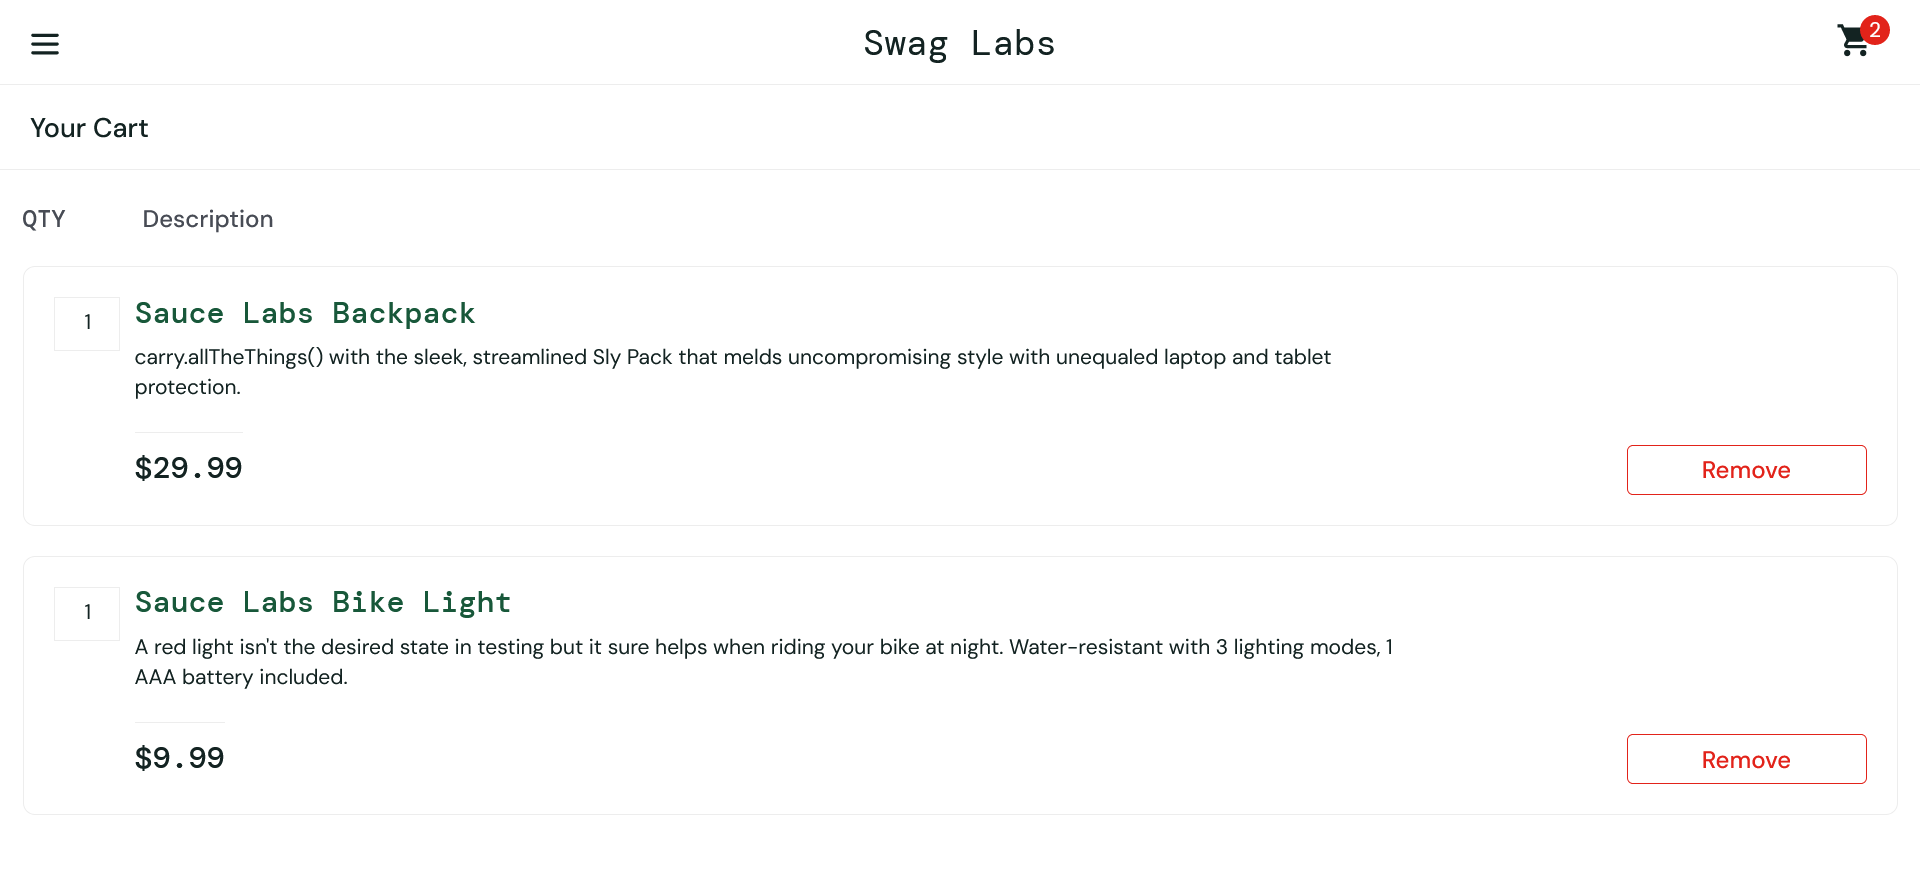 Swag Labs
2
Your Cart
QTY Description
1
Sauce Labs Backpack
carry.allTheThings() with the sleek, streamlined Sly Pack that melds uncompromising style with unequaled laptop and tablet
protection.
$29.99
Remove
1
Sauce Labs Bike Light
A red light isn't the desired state in testing but it sure helps when riding your bike at night. Water-resistant with 3 lighting modes, 1
AAA battery included.
$9.99
Remove